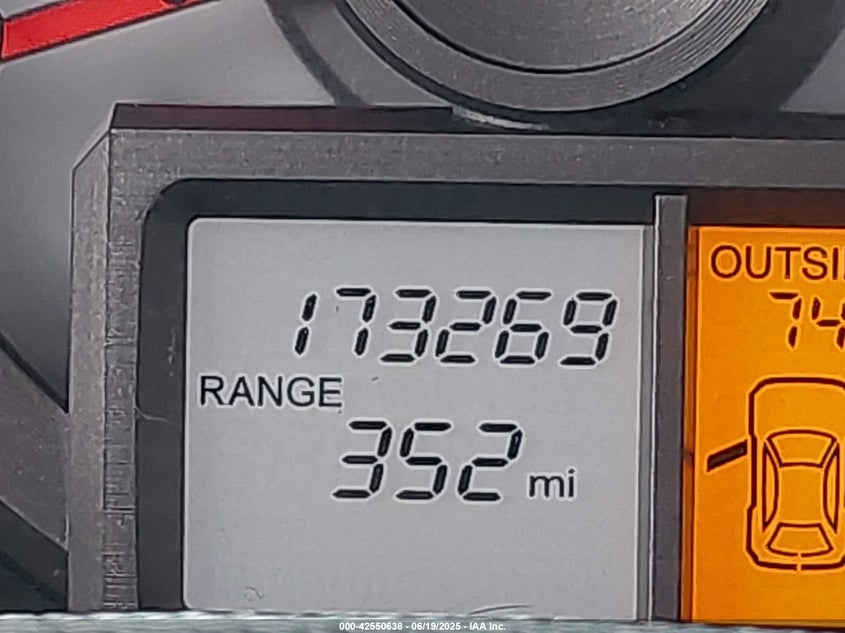 173269
RANGE
352 mi
OUTSI
74
000-42550638 - 06/19/2025 - IAA Inc.